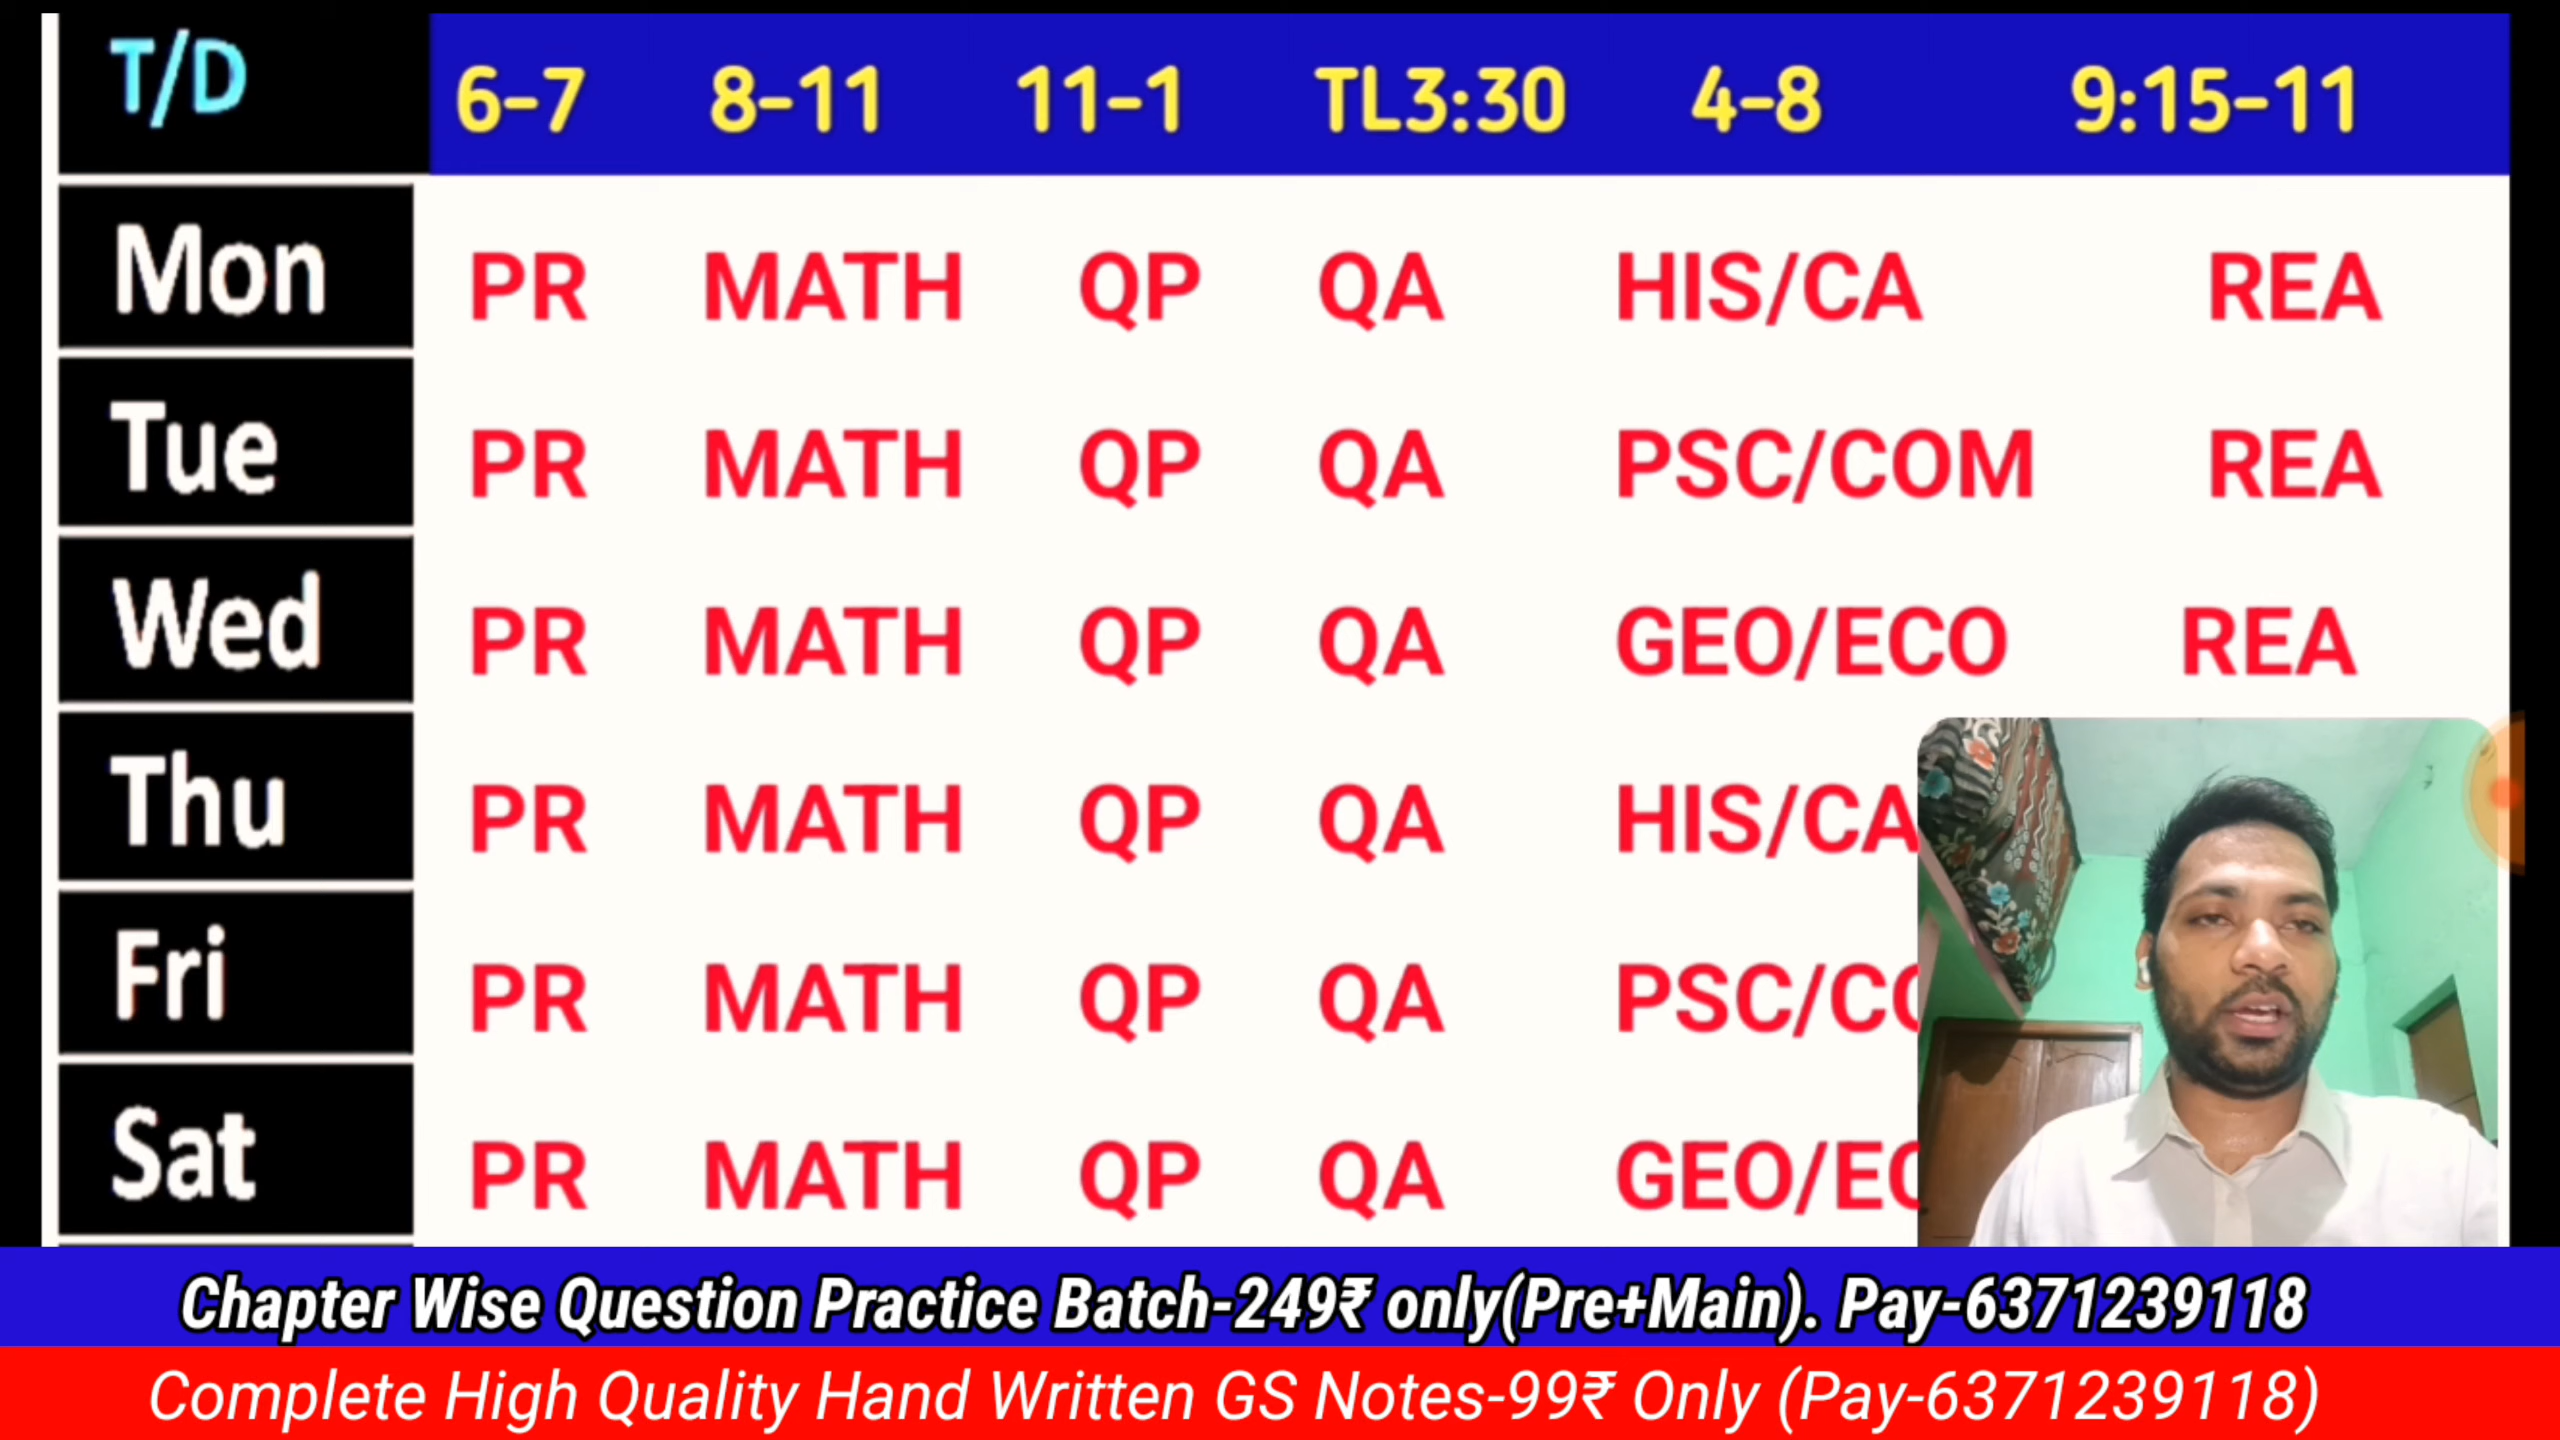 T/D 6-7 8-11 11-1 TL3:30 4-8 9:15-11
Mon PR MATH QP QA HIS/CA REA
Tue PR MATH QP QA PSC/COM REA
Wed PR MATH QP QA GEO/ECO REA
Thu PR MATH QP QA HIS/CA
Fri PR MATH QP QA
Sat PR MATH QP QA
Chapter Wise Question Practice Batch-249₹ only(Pre+Main). Pay-6371239118
Complete High Quality Hand Written GS Notes-99₹ Only (Pay-6371239118)